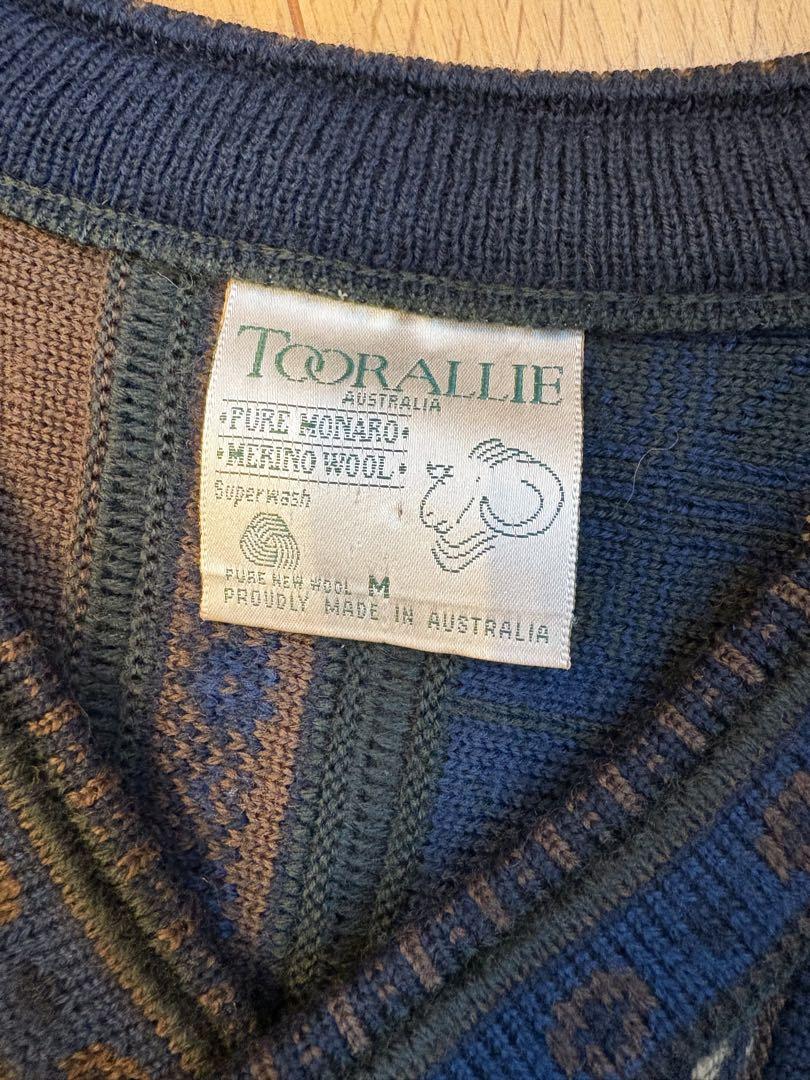 TOORALLIE
AUSTRALIA
•PURE MONARO•
•MERINO WOOL•
Superwash
PURE NEW WOOL M
PROUDLY MADE IN AUSTRALIA